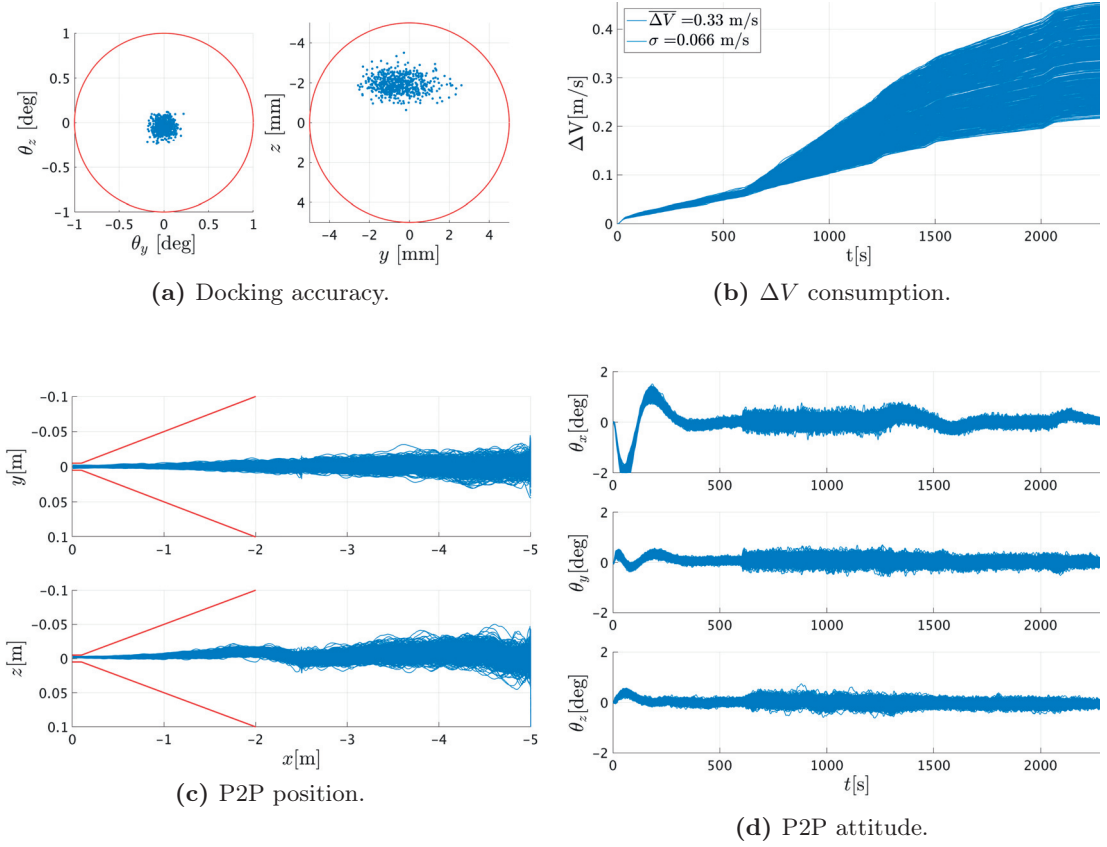 1
0.5
0
−0.5
−1
θz [deg]
−1 −0.5 0 0.5 1
θy [deg]
−4
−2
0
2
4
z [mm]
−4 −2 0 2 4
y [mm]
(a) Docking accuracy.
ΔV̅ =0.33 m/s
σ =0.066 m/s
0.4
0.3
0.2
0.1
0
ΔV[m/s]
0 500 1000 1500 2000
t[s]
(b) ΔV consumption.
−0.1
−0.05
0
0.05
0.1
y[m]
0 −1 −2 −3 −4 −5
−0.1
−0.05
0
0.05
0.1
z[m]
0 −1 −2 −3 −4 −5
x[m]
(c) P2P position.
2
0
−2
θx[deg]
0 500 1000 1500 2000
2
0
−2
θy[deg]
0 500 1000 1500 2000
2
0
−2
θz[deg]
0 500 1000 1500 2000
t[s]
(d) P2P attitude.